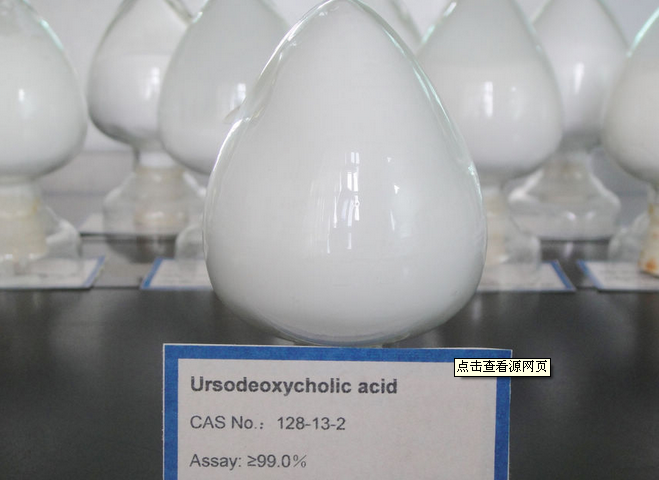 点击查看源网页
Ursodeoxycholic acid
CAS No.：128-13-2
Assay: ≥99.0%